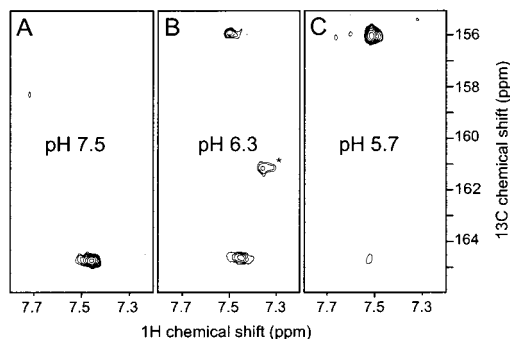 A B C
pH 7.5 pH 6.3 pH 5.7
*
156
158
160
162
164
13C chemical shift (ppm)
7.7 7.5 7.3 7.7 7.5 7.3 7.7 7.5 7.3
1H chemical shift (ppm)